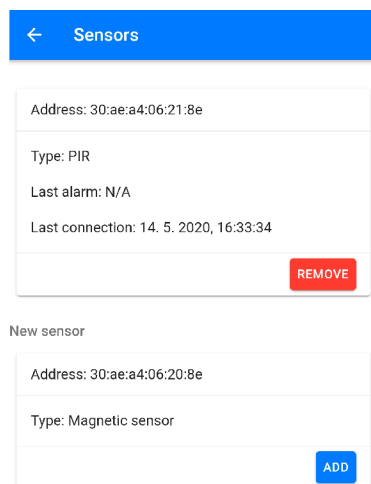 Sensors
Address: 30:ae:a4:06:21:8e
Type: PIR
Last alarm: N/A
Last connection: 14. 5. 2020, 16:33:34
REMOVE
New sensor
Address: 30:ae:a4:06:20:8e
Type: Magnetic sensor
ADD